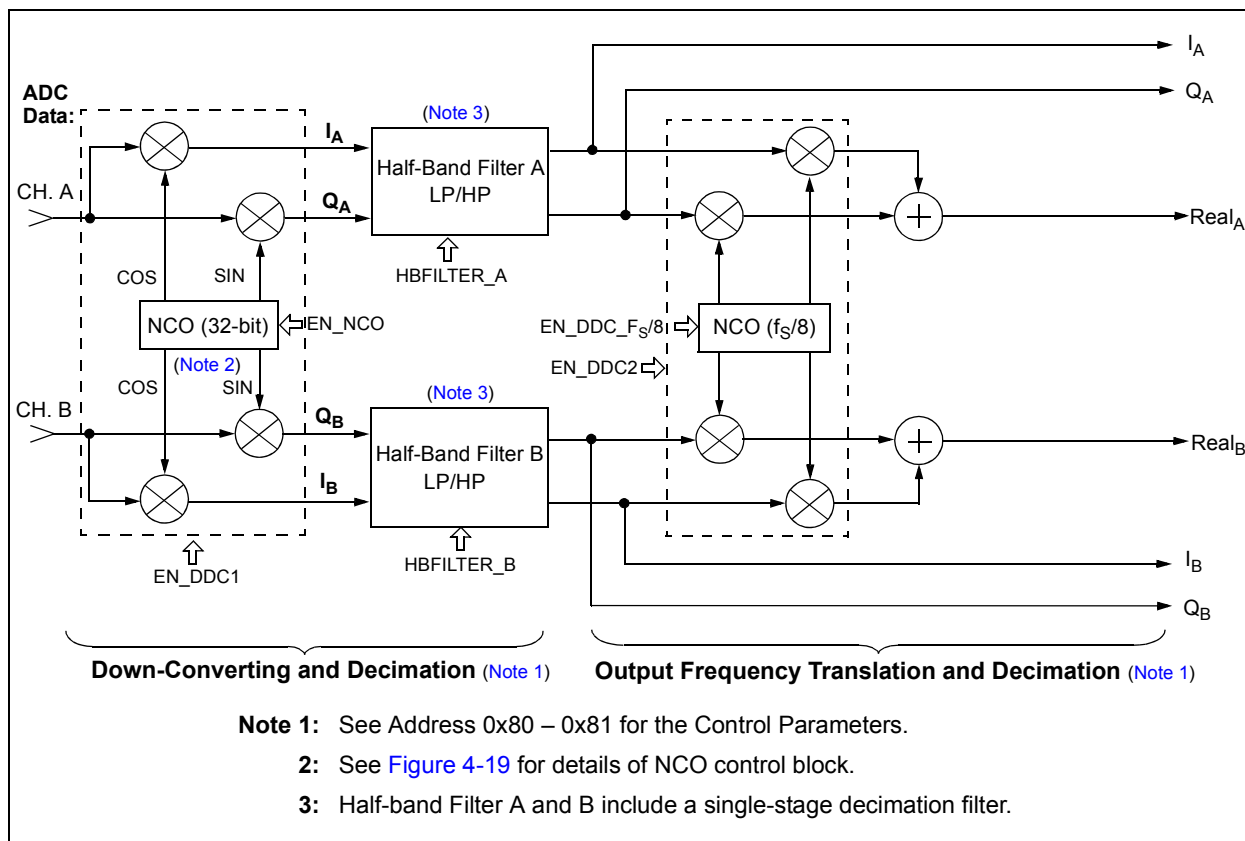 I_A
Q_A
ADC
Data:
(Note 3)
I_A
Half-Band Filter A
LP/HP
CH. A
Q_A
Real_A
HBFILTER_A
COS
SIN
NCO (32-bit)
EN_NCO
EN_DDC_F_S/8
NCO (f_S/8)
(Note 2)
EN_DDC2
COS
SIN
(Note 3)
CH. B
Q_B
Half-Band Filter B
LP/HP
Real_B
I_B
HBFILTER_B
EN_DDC1
I_B
Q_B
Down-Converting and Decimation (Note 1)
Output Frequency Translation and Decimation (Note 1)
Note 1: See Address 0x80 – 0x81 for the Control Parameters.
2: See Figure 4-19 for details of NCO control block.
3: Half-band Filter A and B include a single-stage decimation filter.